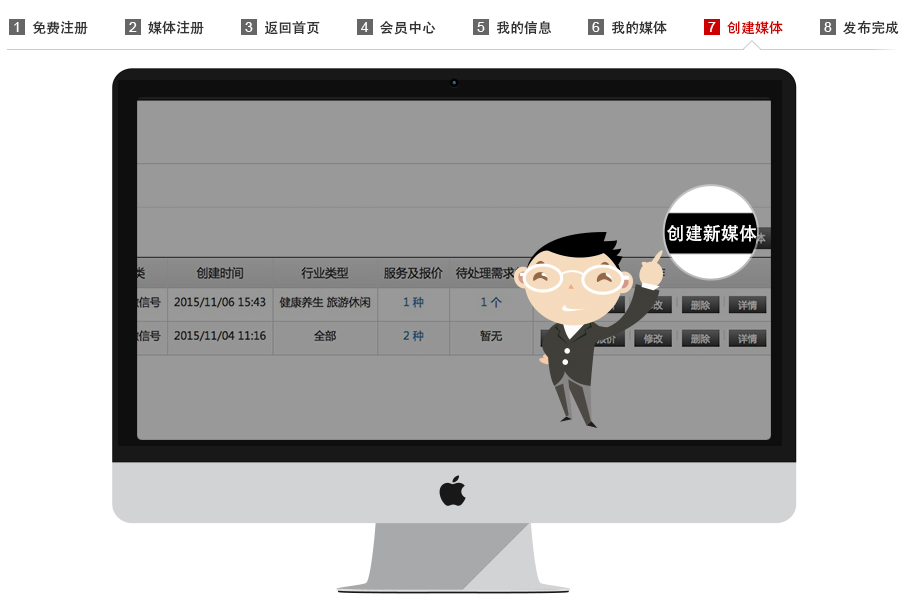 1 免费注册 2 媒体注册 3 返回首页 4 会员中心 5 我的信息 6 我的媒体 7 创建媒体 8 发布完成
创建新媒体 体
类 创建时间 行业类型 服务及报价 待处理需求
信号 2015/11/06 15:43 健康养生 旅游休闲 1 种 1 个 改 删除 详情
信号 2015/11/04 11:16 全部 2 种 暂无 报价 修改 删除 详情